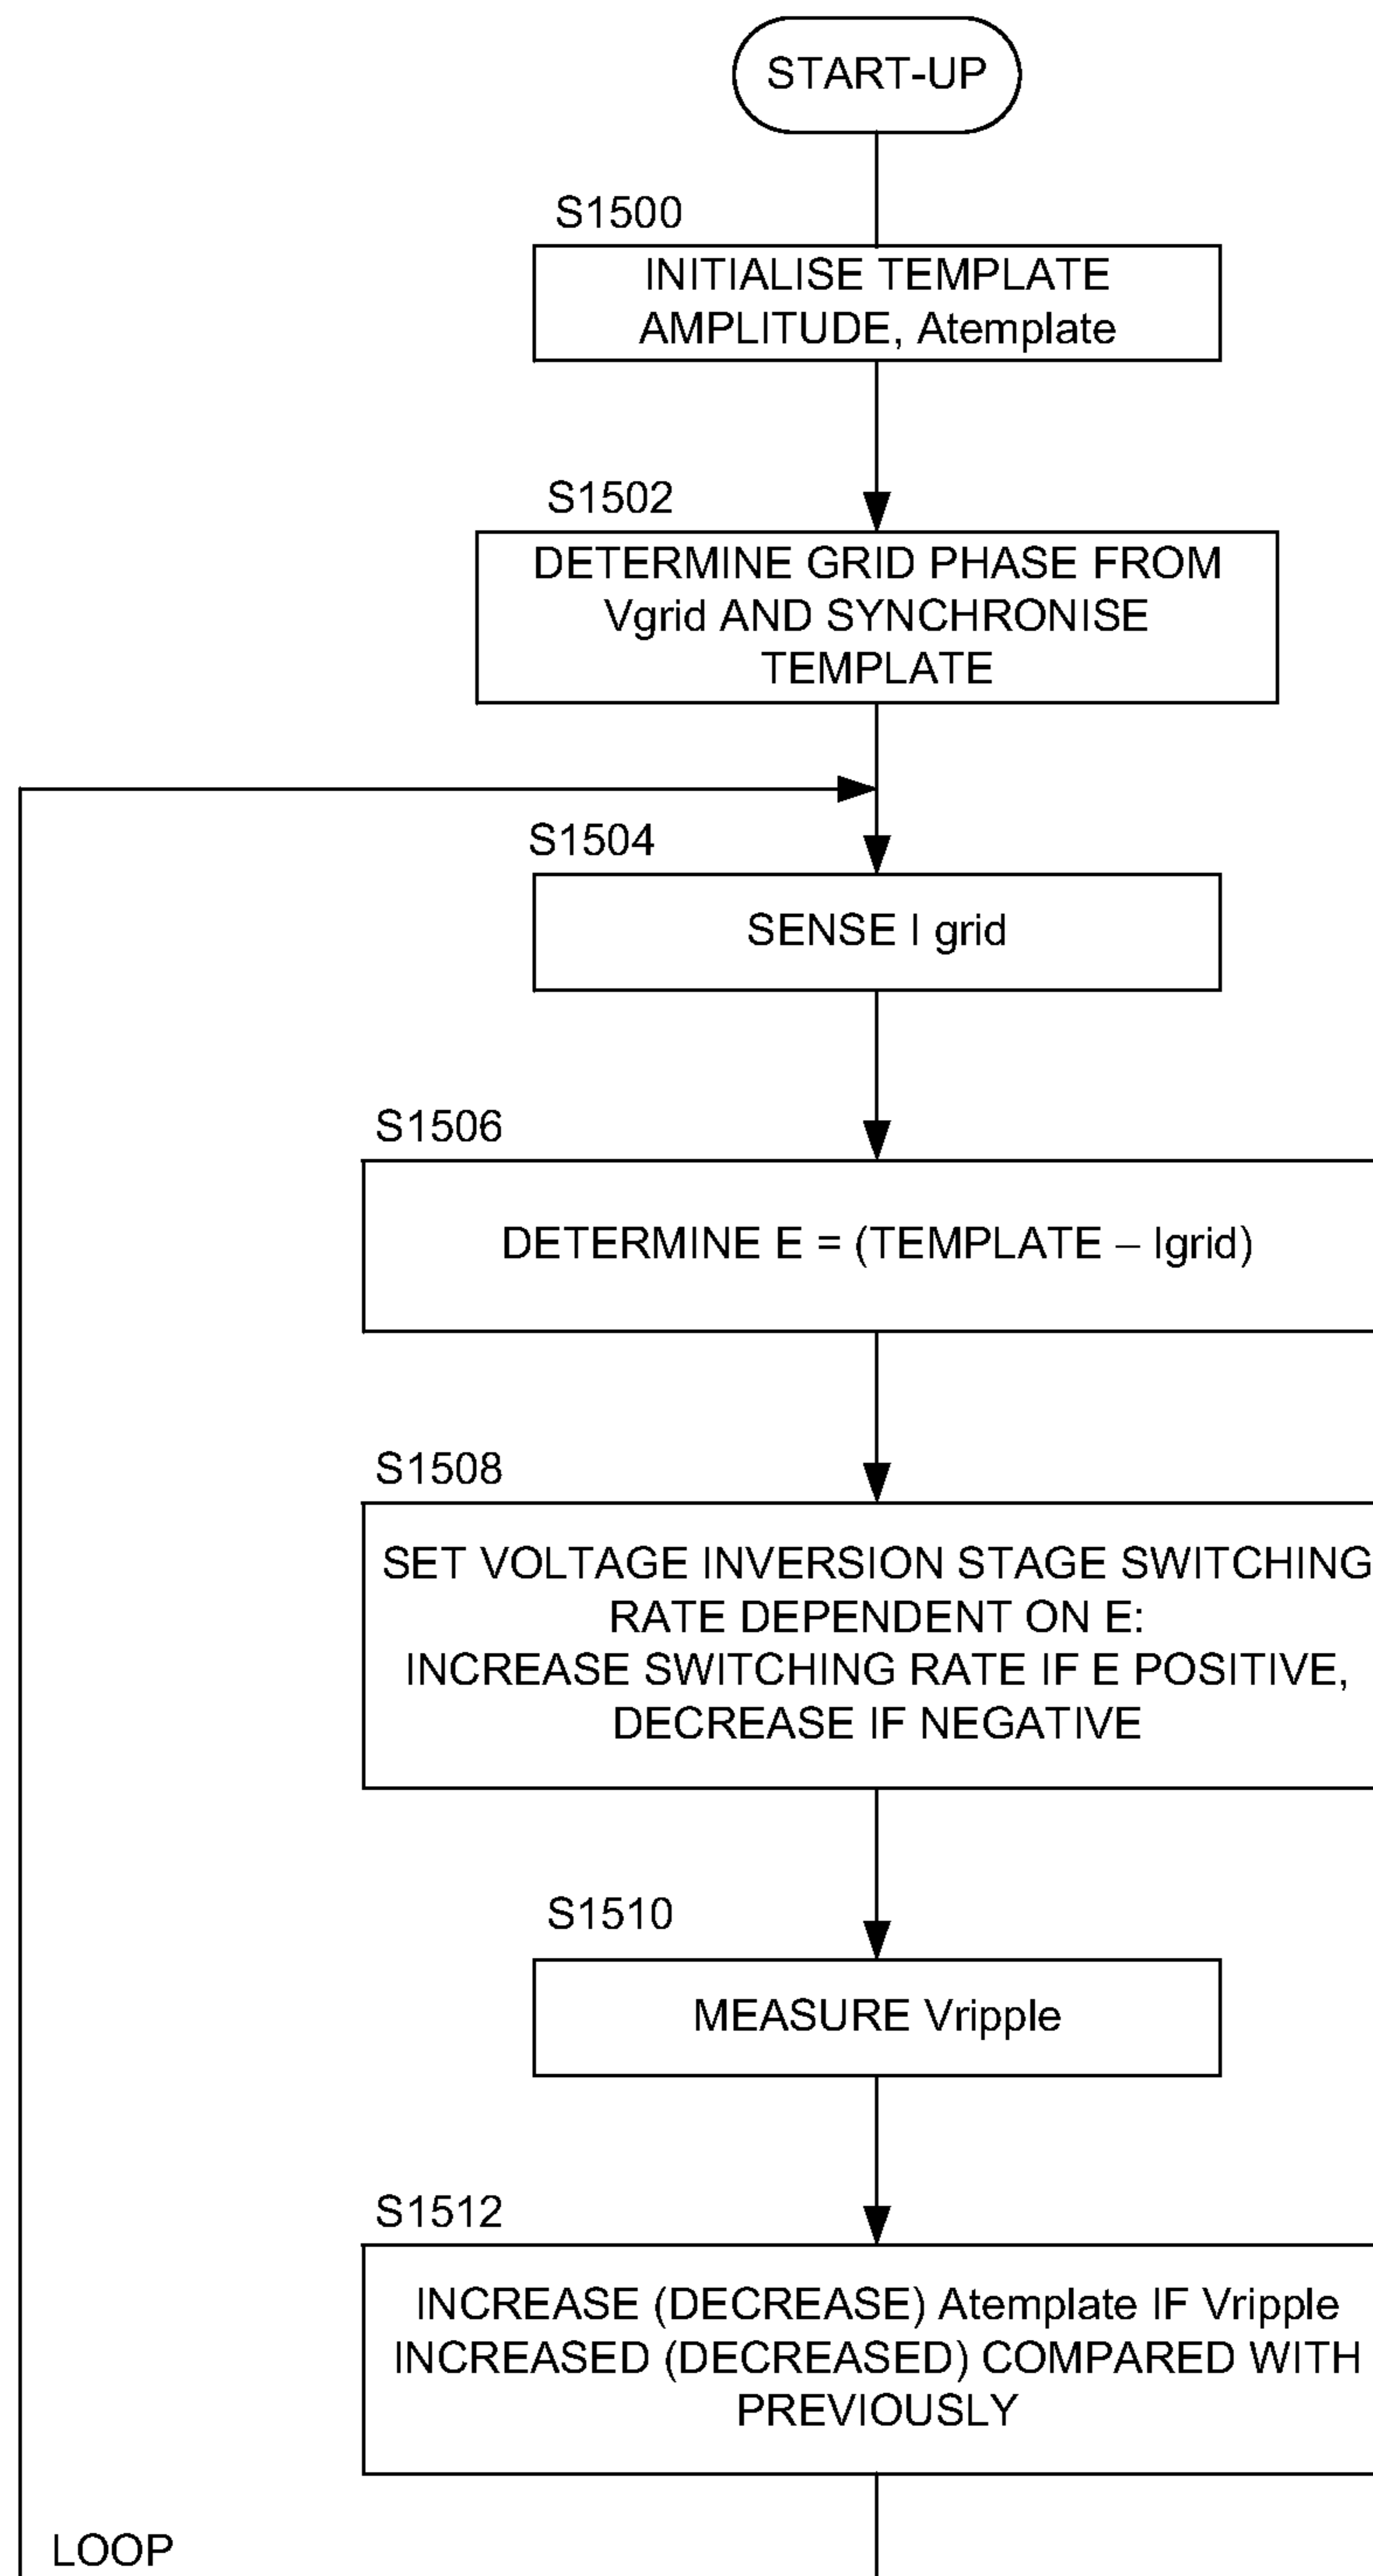 START-UP
S1500
INITIALISE TEMPLATE
AMPLITUDE, Atemplate
S1502
DETERMINE GRID PHASE FROM
Vgrid AND SYNCHRONISE
TEMPLATE
S1504
SENSE I grid
S1506
DETERMINE E = (TEMPLATE – Igrid)
S1508
SET VOLTAGE INVERSION STAGE SWITCHING
RATE DEPENDENT ON E:
INCREASE SWITCHING RATE IF E POSITIVE,
DECREASE IF NEGATIVE
S1510
MEASURE Vripple
S1512
INCREASE (DECREASE) Atemplate IF Vripple
INCREASED (DECREASED) COMPARED WITH
PREVIOUSLY
LOOP